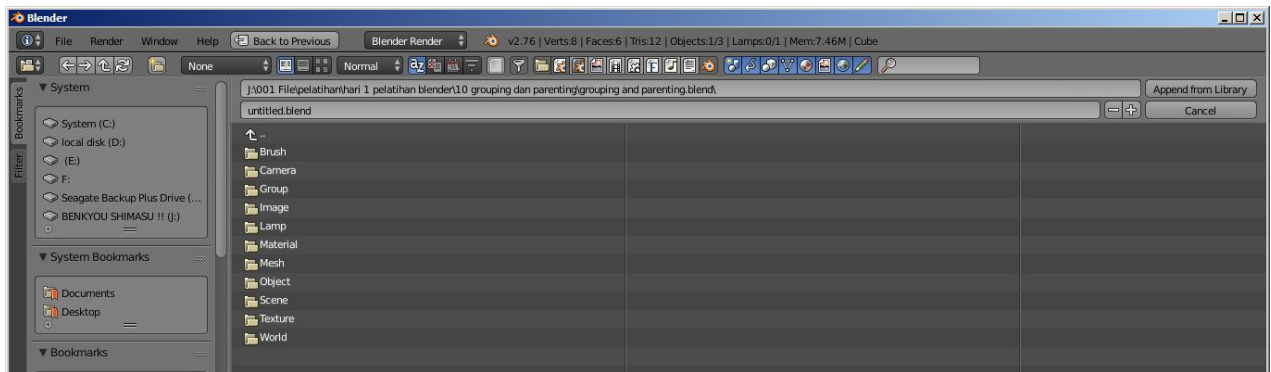 Blender
File Render Window Help Back to Previous Blender Render v2.76 | Verts:8 | Faces:6 | Tris:12 | Objects:1/3 | Lamps:0/1 | Mem:7.46M | Cube
None Normal
Bookmarks
Filter
System
System (C:)
local disk (D:)
(E:)
F:
Seagate Backup Plus Drive (...
BENKYOU SHIMASU !! (J:)
System Bookmarks
Documents
Desktop
Bookmarks
J:\001 File\pelatihan\hari 1 pelatihan blender\10 grouping dan parenting\grouping and parenting.blend\
Append from Library
untitled.blend
Cancel
..
Brush
Camera
Group
Image
Lamp
Material
Mesh
Object
Scene
Texture
World